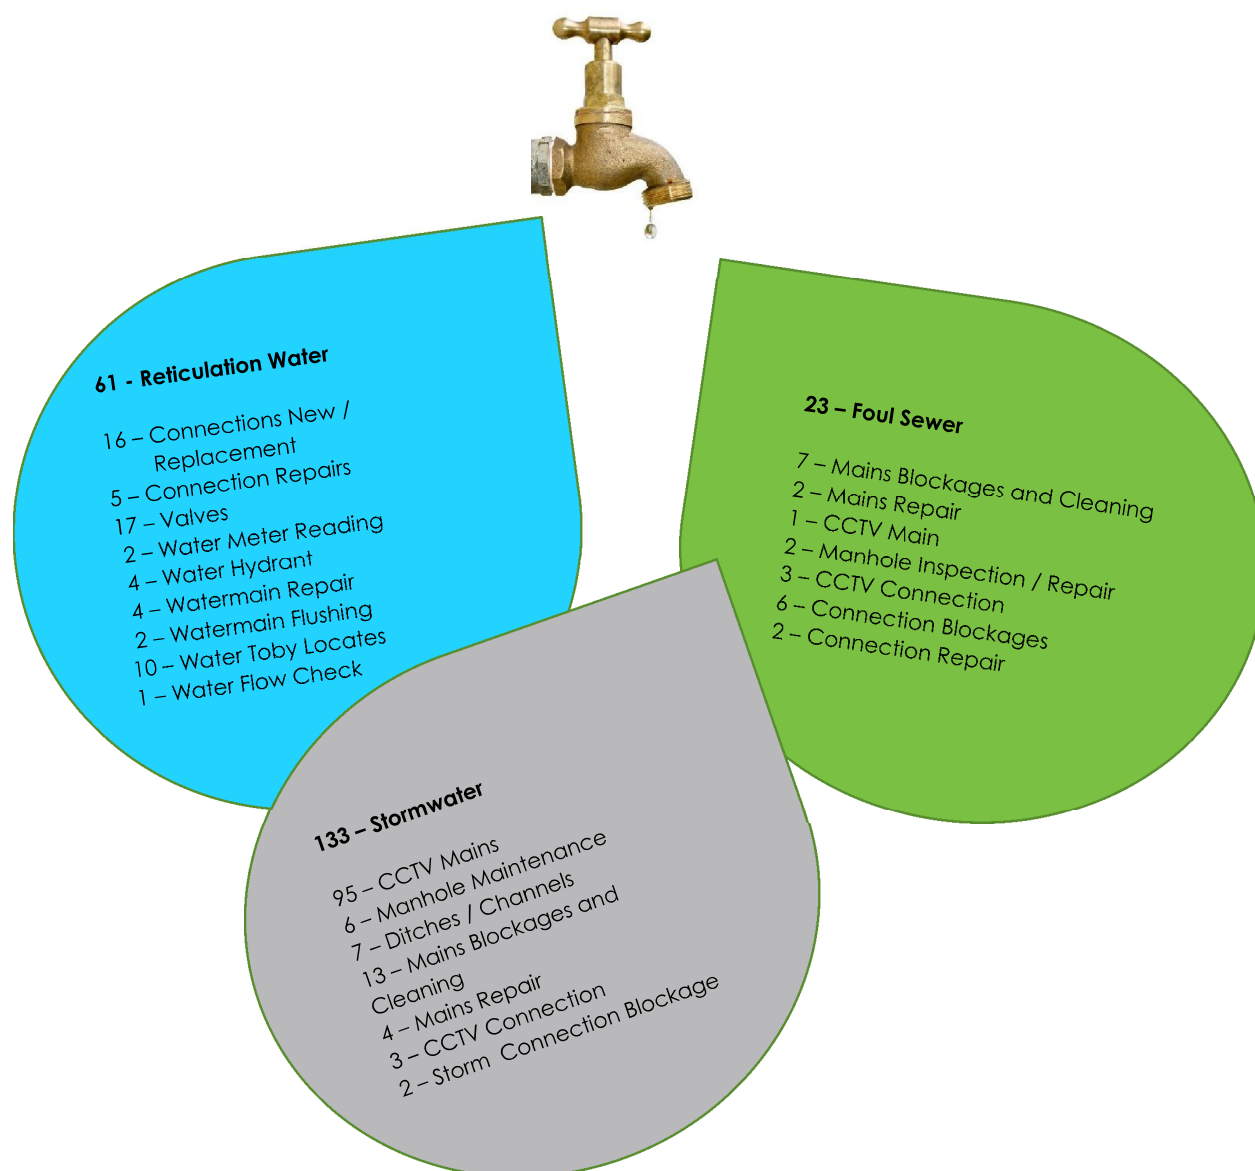 61 - Reticulation Water
16 – Connections New /
Replacement
5 – Connection Repairs
17 – Valves
2 – Water Meter Reading
4 – Water Hydrant
4 – Watermain Repair
2 – Watermain Flushing
10 – Water Toby Locates
1 – Water Flow Check
23 – Foul Sewer
7 – Mains Blockages and Cleaning
2 – Mains Repair
1 – CCTV Main
2 – Manhole Inspection / Repair
3 – CCTV Connection
6 – Connection Blockages
2 – Connection Repair
133 – Stormwater
95 – CCTV Mains
6 – Manhole Maintenance
7 – Ditches / Channels
13 – Mains Blockages and
Cleaning
4 – Mains Repair
3 – CCTV Connection
2 – Storm  Connection Blockage